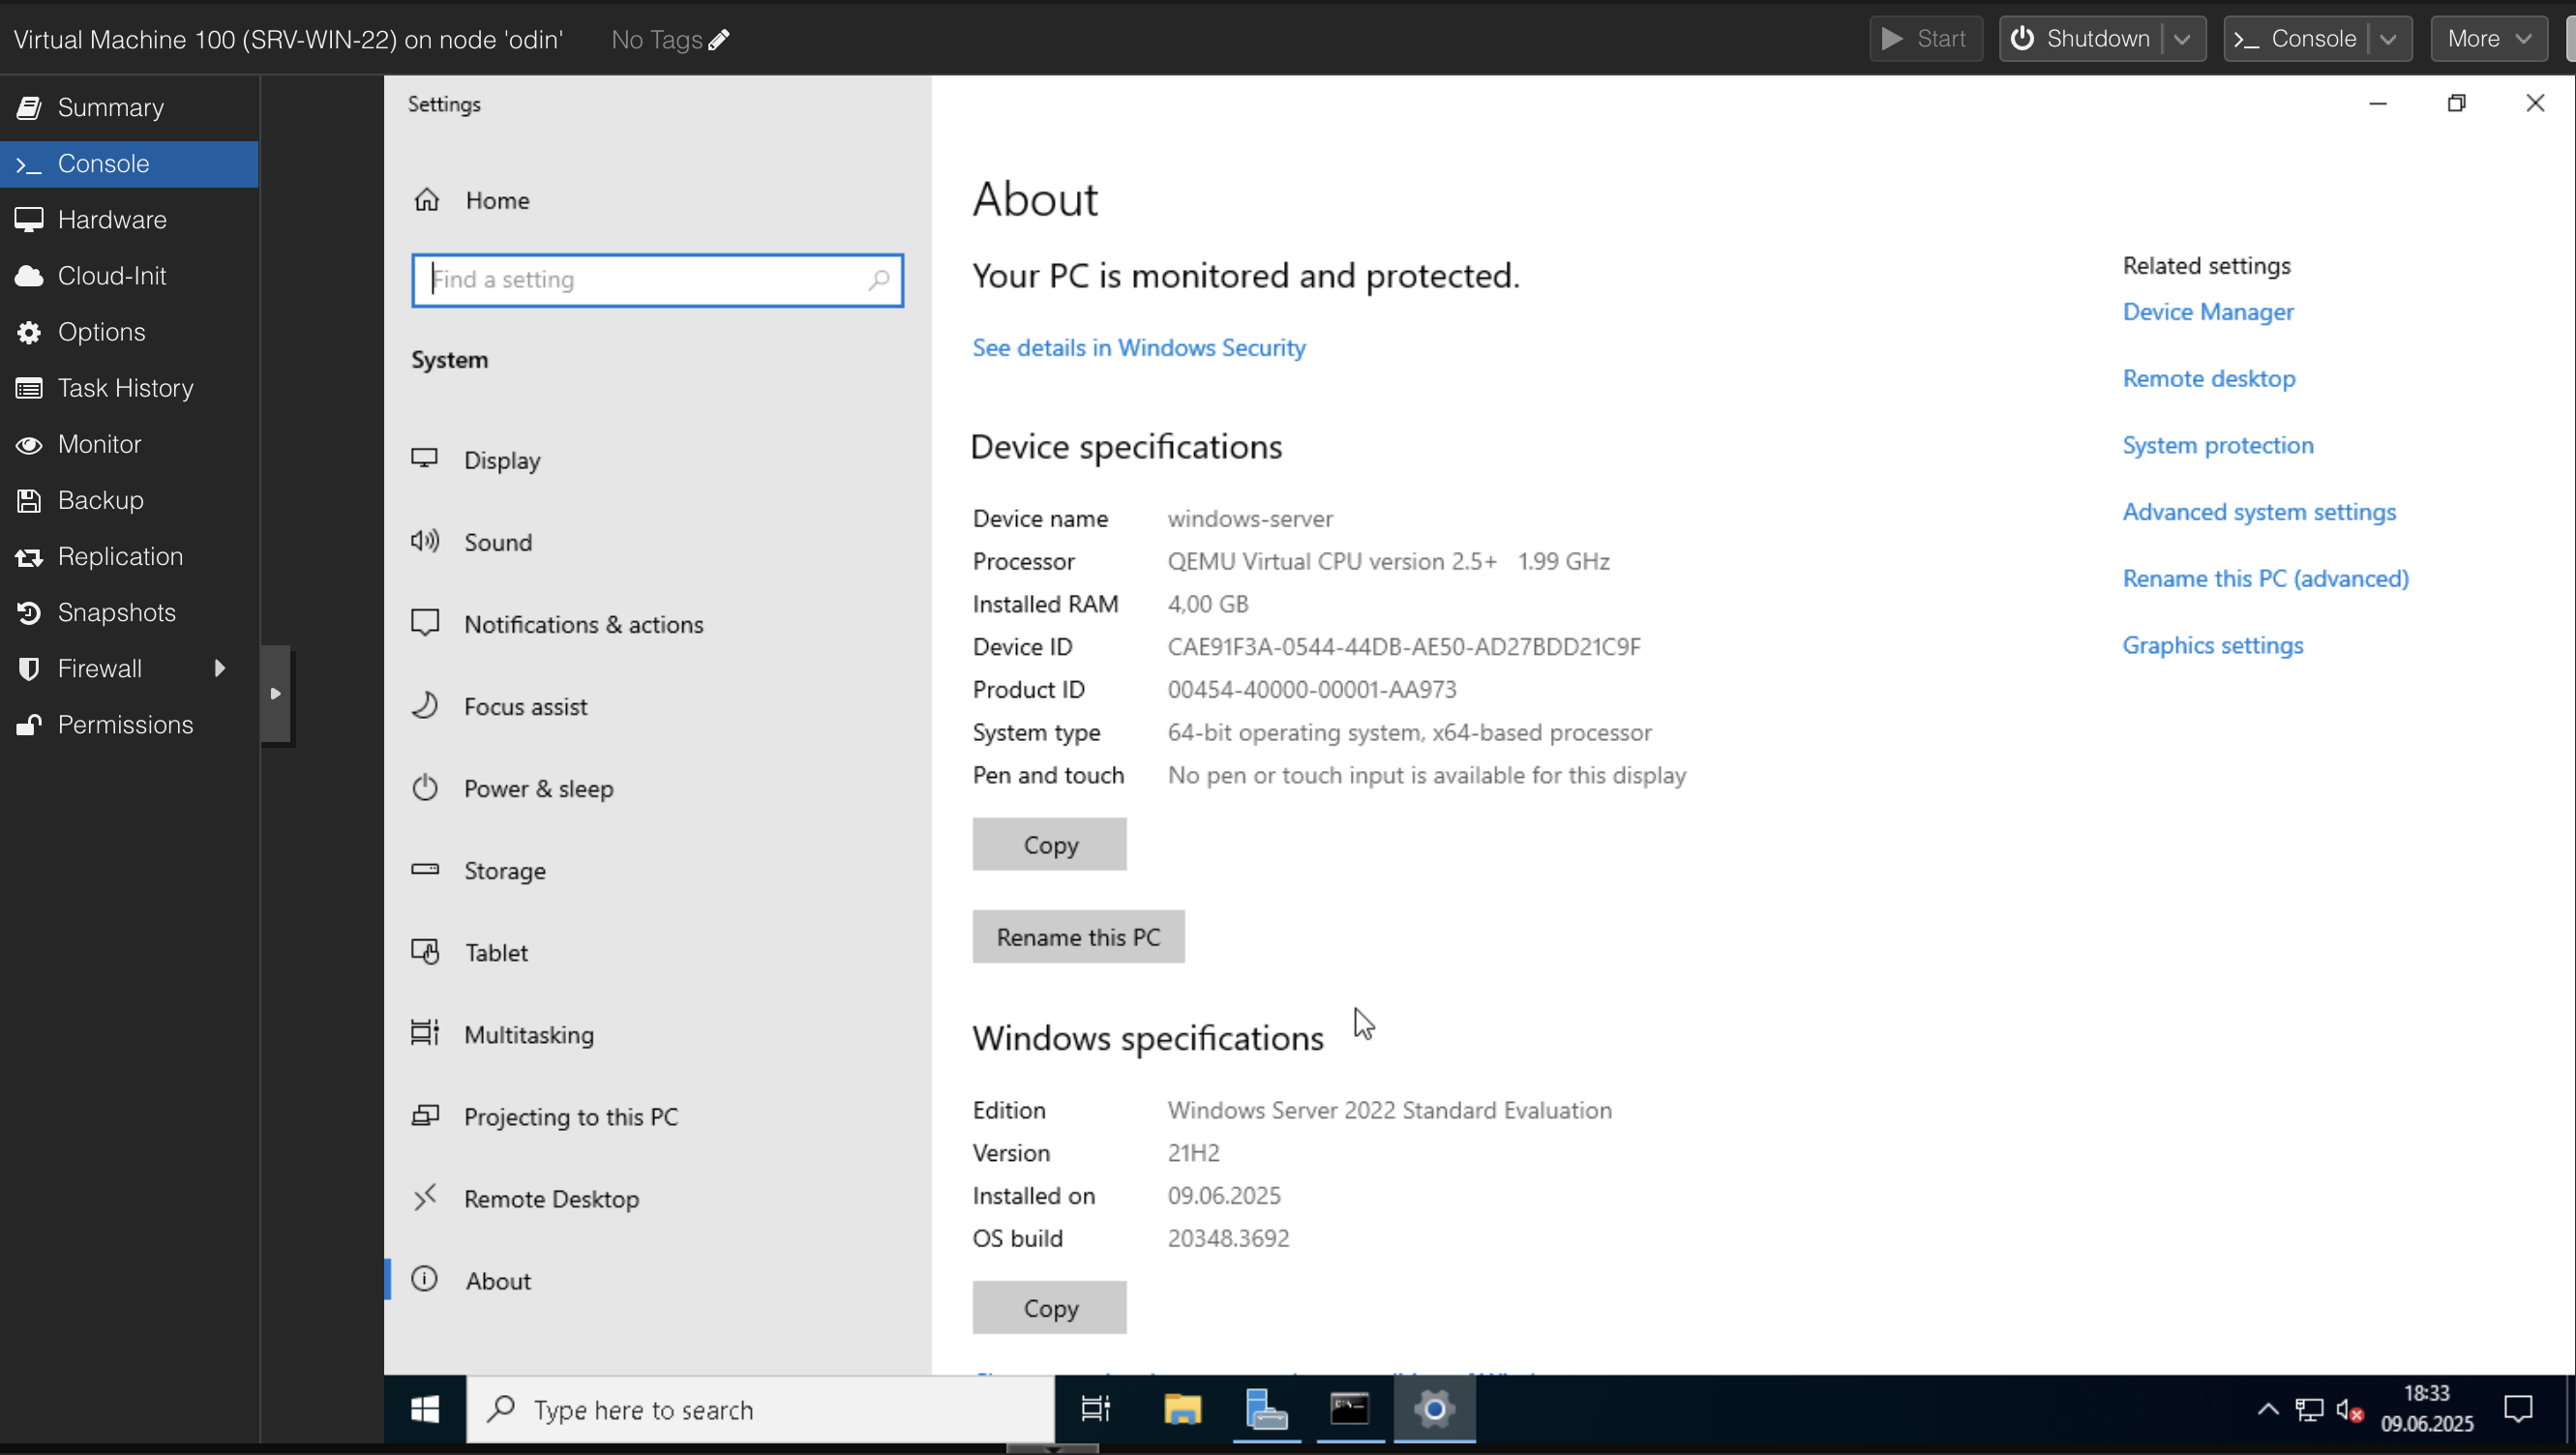 Virtual Machine 100 (SRV-WIN-22) on node 'odin' No Tags Start Shutdown Console More
Summary
Console
Hardware
Cloud-Init
Options
Task History
Monitor
Backup
Replication
Snapshots
Firewall
Permissions
Settings
Home
Find a setting
System
Display
Sound
Notifications & actions
Focus assist
Power & sleep
Storage
Tablet
Multitasking
Projecting to this PC
Remote Desktop
About
About
Your PC is monitored and protected.
See details in Windows Security
Device specifications
Device name windows-server
Processor QEMU Virtual CPU version 2.5+ 1.99 GHz
Installed RAM 4,00 GB
Device ID CAE91F3A-0544-44DB-AE50-AD27BDD21C9F
Product ID 00454-40000-00001-AA973
System type 64-bit operating system, x64-based processor
Pen and touch No pen or touch input is available for this display
Copy
Rename this PC
Windows specifications
Edition Windows Server 2022 Standard Evaluation
Version 21H2
Installed on 09.06.2025
OS build 20348.3692
Copy
Related settings
Device Manager
Remote desktop
System protection
Advanced system settings
Rename this PC (advanced)
Graphics settings
Type here to search
18:33
09.06.2025